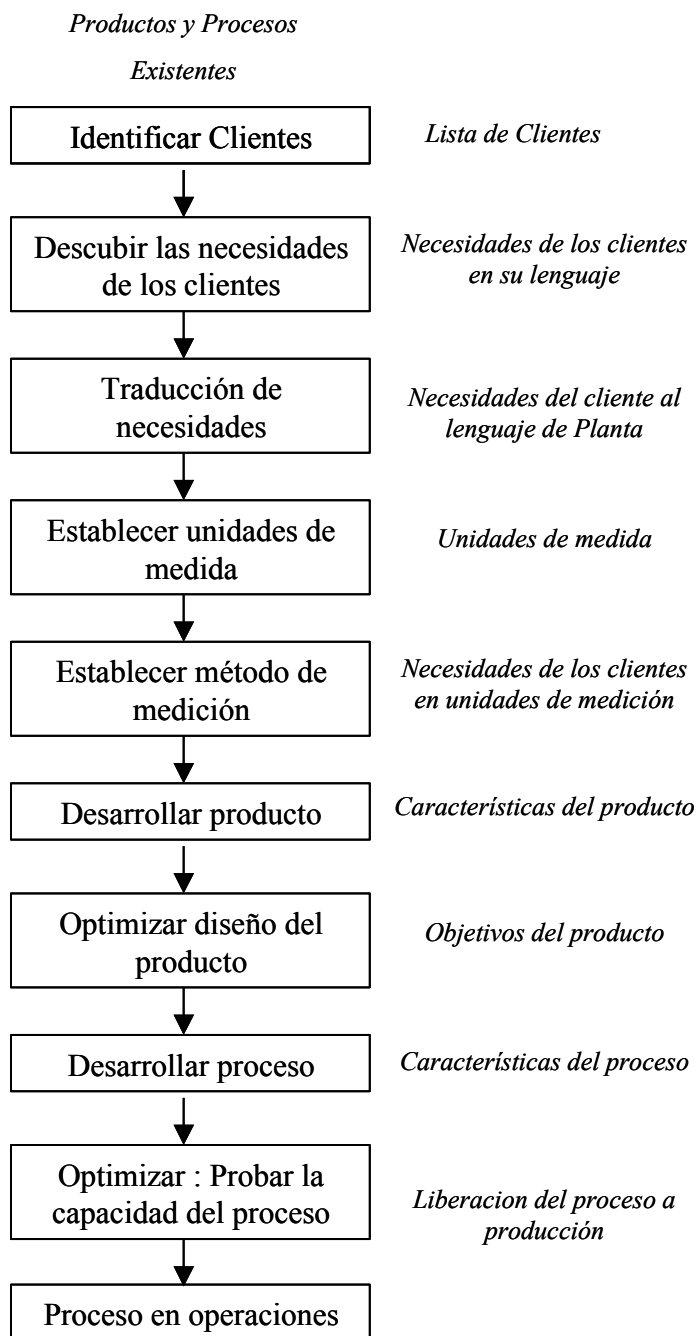 Productos y Procesos
Existentes
Identificar Clientes
Lista de Clientes
Descubir las necesidades
de los clientes
Necesidades de los clientes
en su lenguaje
Traducción de
necesidades
Necesidades del cliente al
lenguaje de Planta
Establecer unidades de
medida
Unidades de medida
Establecer método de
medición
Necesidades de los clientes
en unidades de medición
Desarrollar producto
Características del producto
Optimizar diseño del
producto
Objetivos del producto
Desarrollar proceso
Características del proceso
Optimizar : Probar la
capacidad del proceso
Liberacion del proceso a
producción
Proceso en operaciones